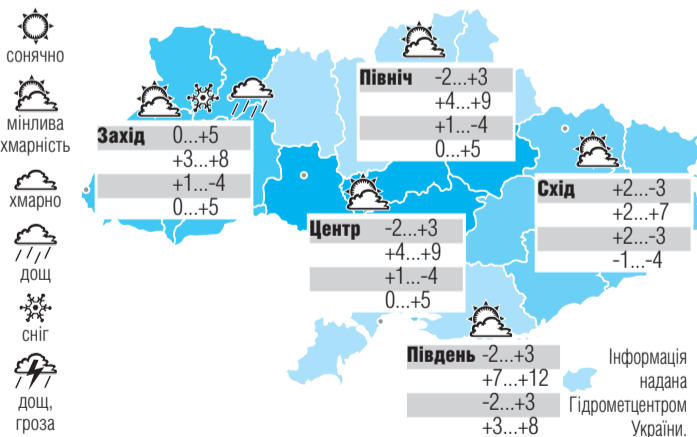 сонячно
мінлива
хмарність
хмарно
дощ
сніг
дощ,
гроза
Захід 0...+5
+3...+8
+1...-4
0...+5
Північ -2...+3
+4...+9
+1...-4
0...+5
Центр -2...+3
+4...+9
+1...-4
0...+5
Схід +2...-3
+2...+7
+2...-3
-1...-4
Південь -2...+3
+7...+12
-2...+3
+3...+8
Інформація
надана
Гідрометцентром
України.